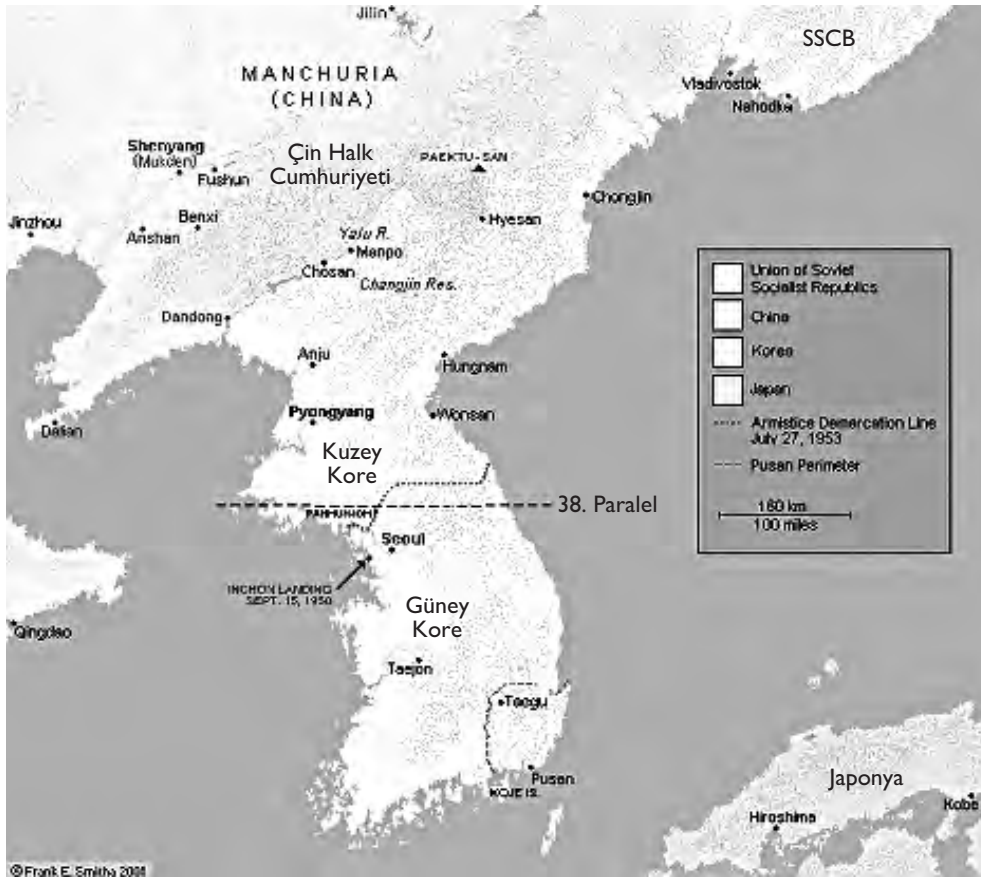 Jilin
SSCB
MANCHURIA
(CHINA)
Vladivostok
Nahodka
Shenyang
(Mukden)
Fushun
Çin Halk
Cumhuriyeti
PAEKTU-SAN
Chongjin
Jinzhou
Anshan
Benxi
Hyesan
Yalu R.
Manpo
Chosan
Changjin Res.
Dandong
Anju
Hungnam
Dalian
Pyongyang
Wonsan
Kuzey
Kore
38. Paralel
PANMUNJOM
Seoul
INCHON LANDING
SEPT. 15, 1950
Güney
Kore
Qingdao
Taejon
Taegu
Pusan
KOJE IS.
Union of Soviet
Socialist Republics
China
Korea
Japan
Armistice Demarcation Line
July 27, 1953
Pusan Perimeter
160 km
100 miles
Japonya
Hiroshima
Kobe
© Frank E. Smitha 2001